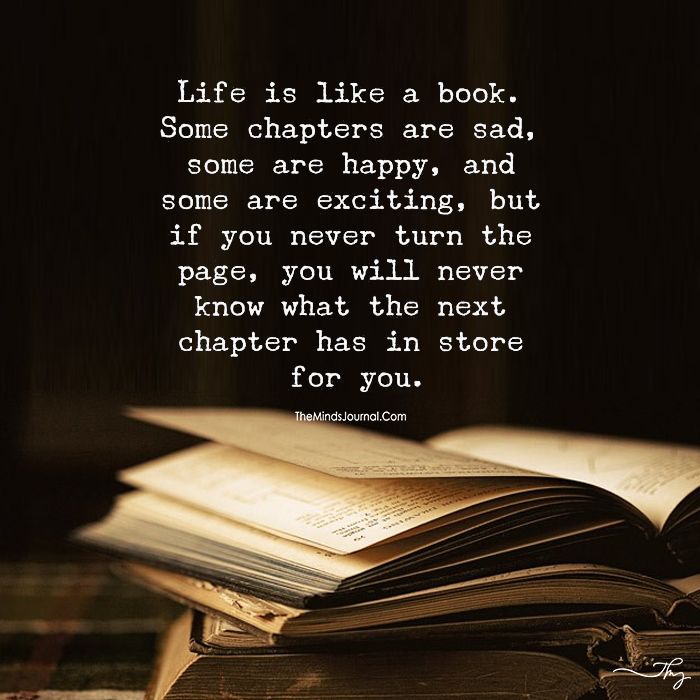 Life is like a book.
Some chapters are sad,
some are happy, and
some are exciting, but
if you never turn the
page, you will never
know what the next
chapter has in store
for you.
TheMindsJournal.Com